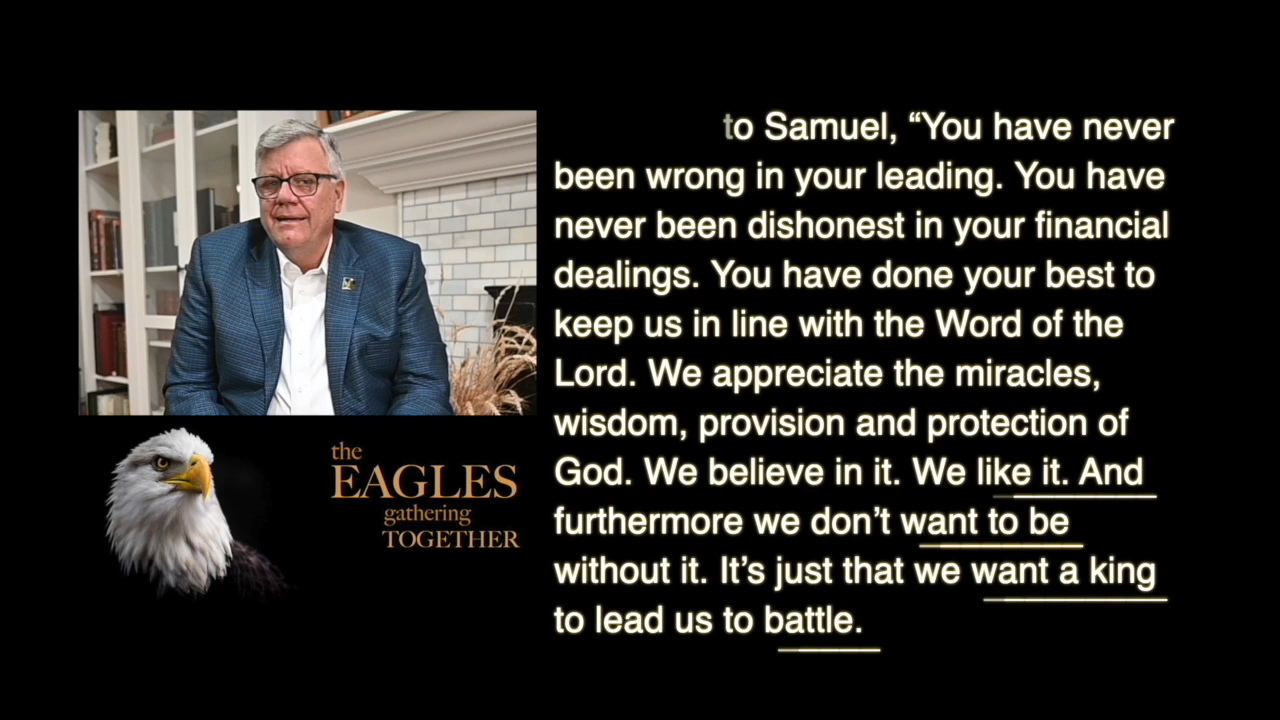 to Samuel, “You have never
been wrong in your leading. You have
never been dishonest in your financial
dealings. You have done your best to
keep us in line with the Word of the
Lord. We appreciate the miracles,
wisdom, provision and protection of
God. We believe in it. We like it. And
furthermore we don’t want to be
without it. It’s just that we want a king
to lead us to battle.
the
EAGLES
gathering
TOGETHER